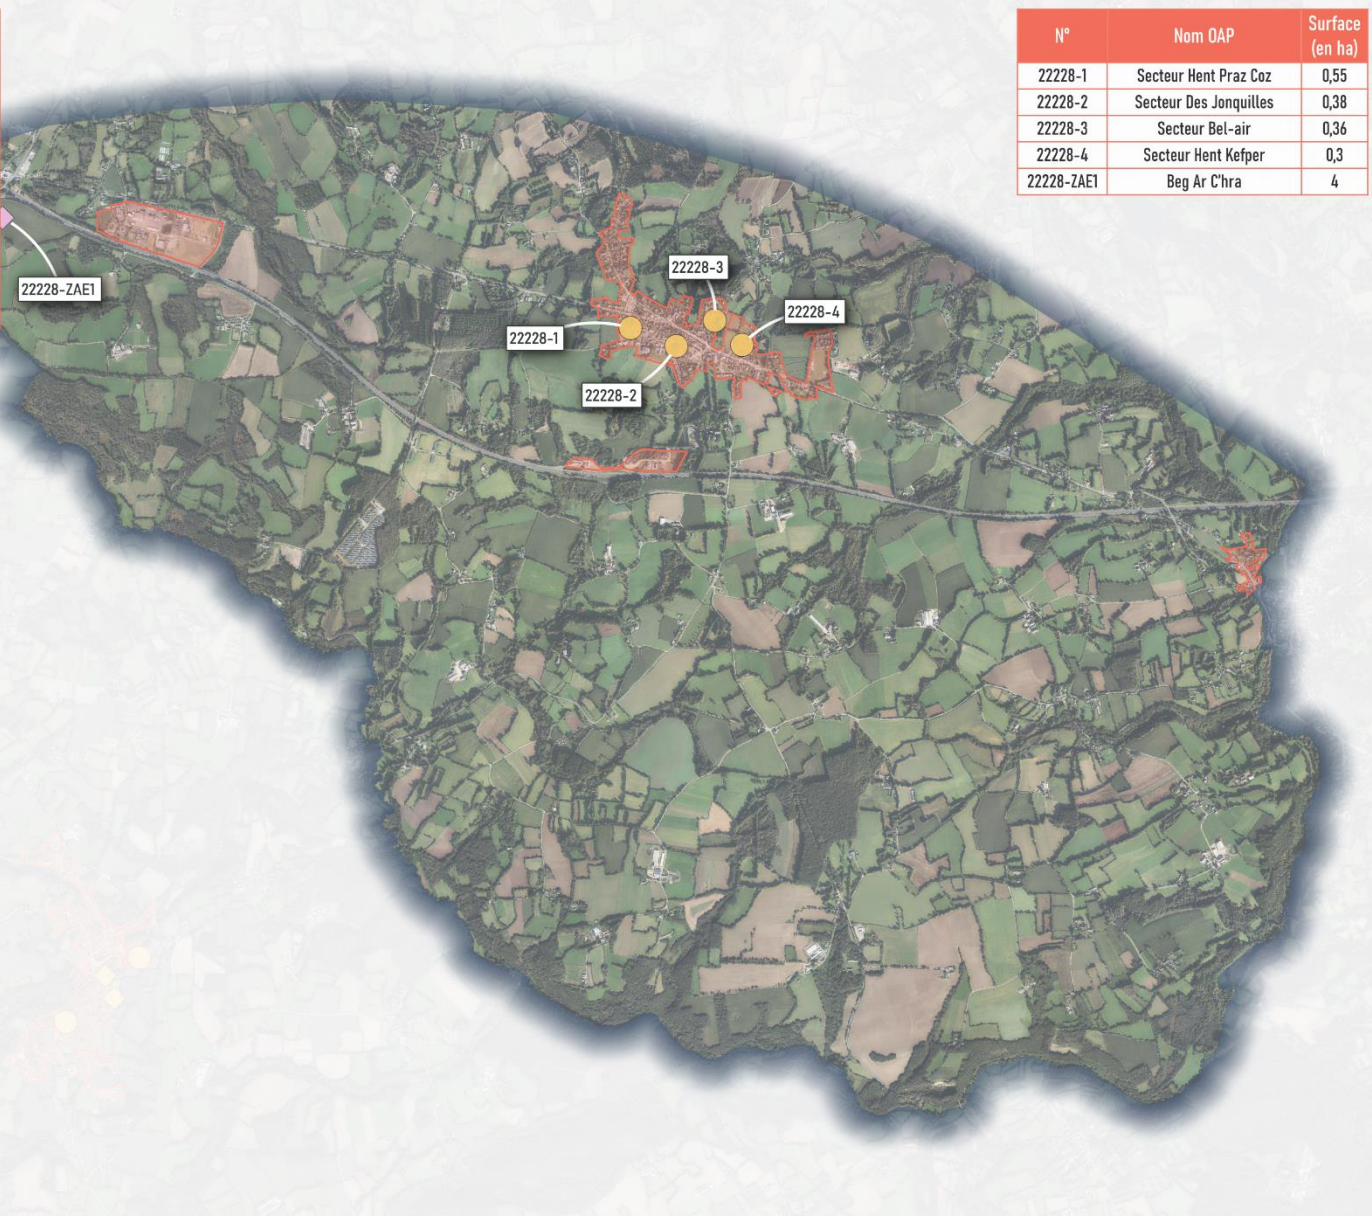 N° Nom OAP Surface
(en ha)
22228-1 Secteur Hent Praz Coz 0,55
22228-2 Secteur Des Jonquilles 0,38
22228-3 Secteur Bel-air 0,36
22228-4 Secteur Hent Kefper 0,3
22228-ZAE1 Beg Ar C'hra 4
22228-3
22228-ZAE1
22228-4
22228-1
22228-2